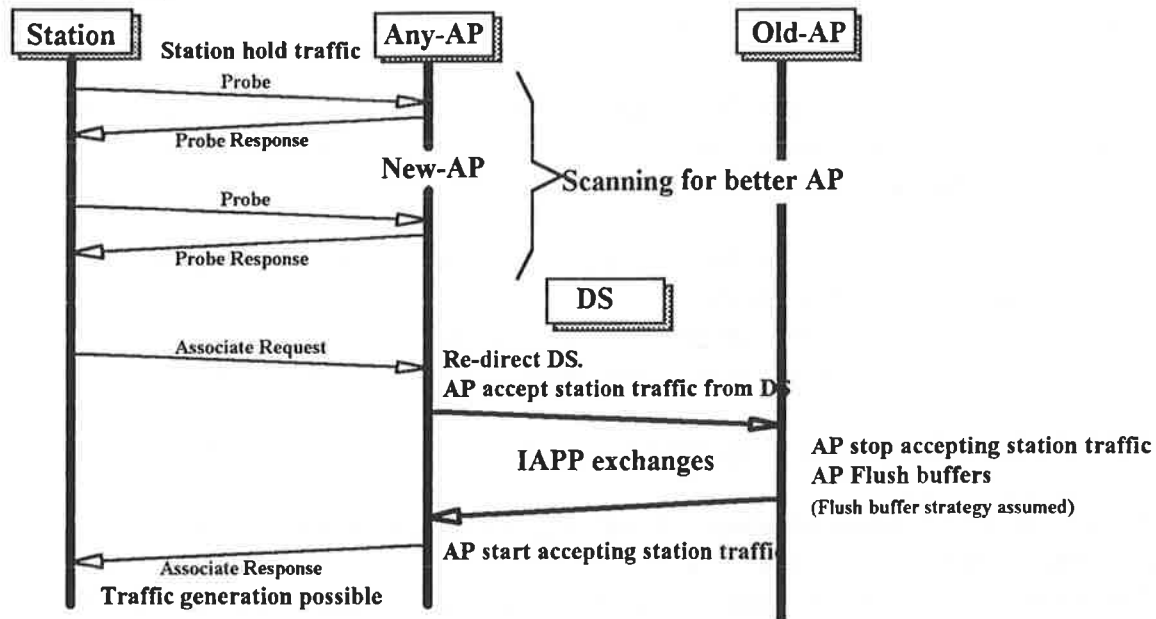 Station
Any-AP
Old-AP
Station hold traffic
Probe
Probe Response
New-AP
Scanning for better AP
Probe
Probe Response
DS
Associate Request
Re-direct DS.
AP accept station traffic from DS
IAPP exchanges
AP stop accepting station traffic
AP Flush buffers
(Flush buffer strategy assumed)
AP start accepting station traffic
Associate Response
Traffic generation possible